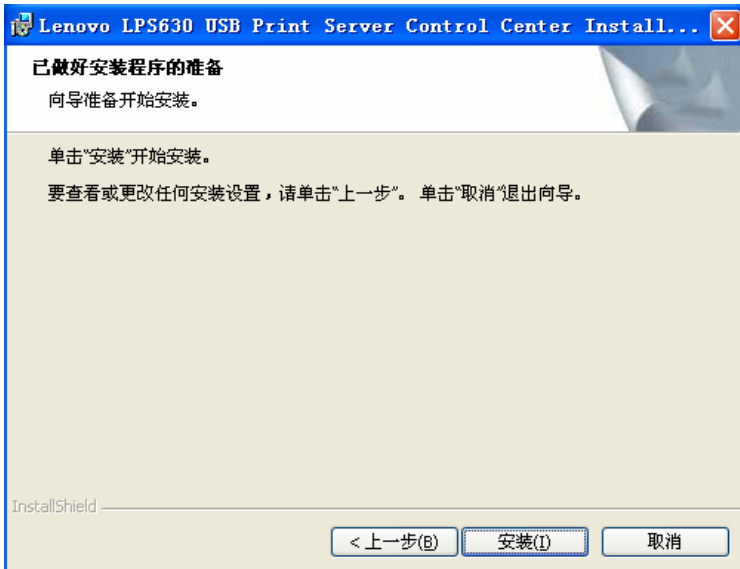 Lenovo LPS630 USB Print Server Control Center Install...
已做好安装程序的准备
向导准备开始安装。
单击“安装”开始安装。
要查看或更改任何安装设置，请单击“上一步”。 单击“取消”退出向导。
InstallShield
< 上一步(B)
安装(I)
取消